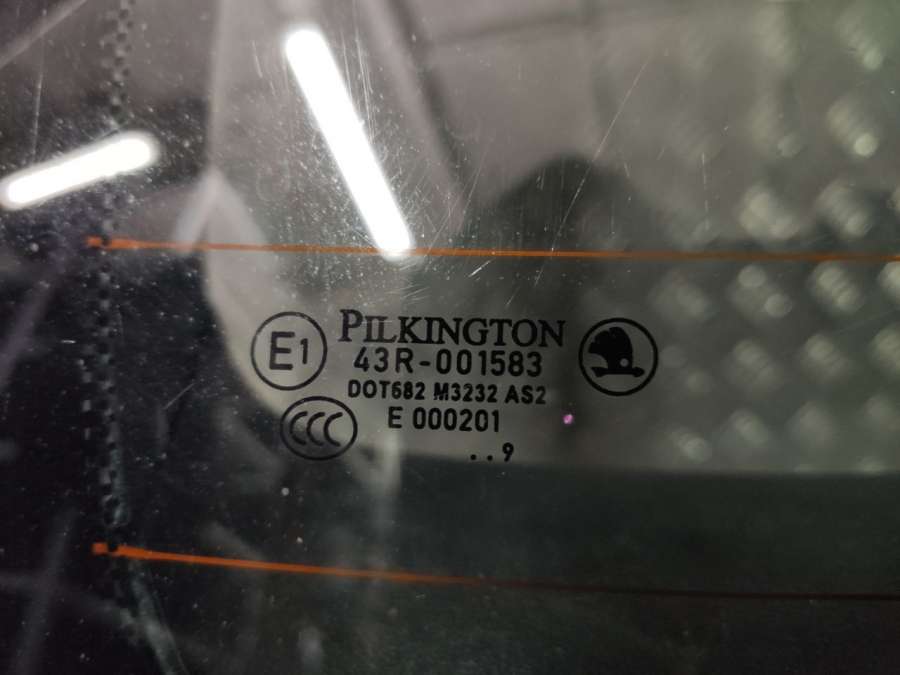 PILKINGTON
E1 43R-001583
DOT682 M3232 AS2
CCC E 000201
..9